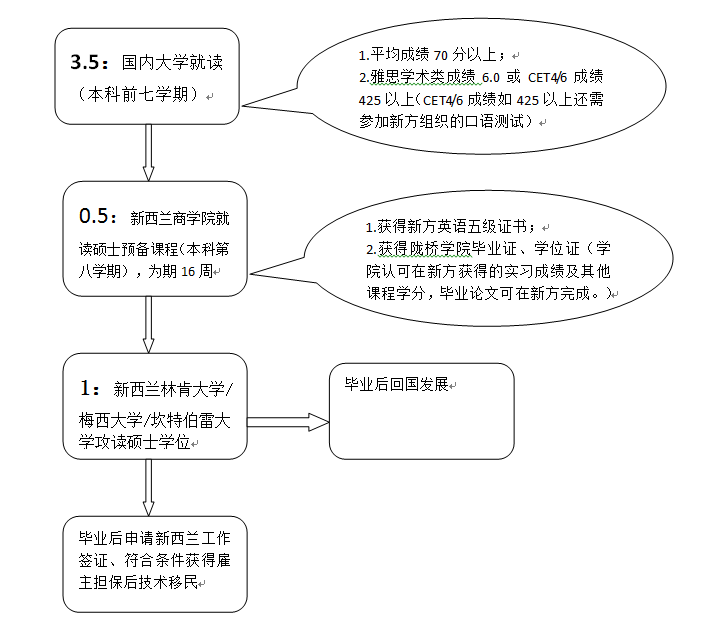 3.5：国内大学就读
（本科前七学期）
1.平均成绩 70 分以上；
2.雅思学术类成绩 6.0 或 CET4/6 成绩
425 以上（CET4/6 成绩如 425 以上还需
参加新方组织的口语测试）
0.5：新西兰商学院就
读硕士预备课程（本科第
八学期），为期 16 周
1.获得新方英语五级证书；
2.获得陇桥学院毕业证、学位证（学
院认可在新方获得的实习成绩及其他
课程学分，毕业论文可在新方完成。）
1：新西兰林肯大学/
梅西大学/坎特伯雷大
学攻读硕士学位
毕业后回国发展
毕业后申请新西兰工作
签证、符合条件获得雇
主担保后技术移民